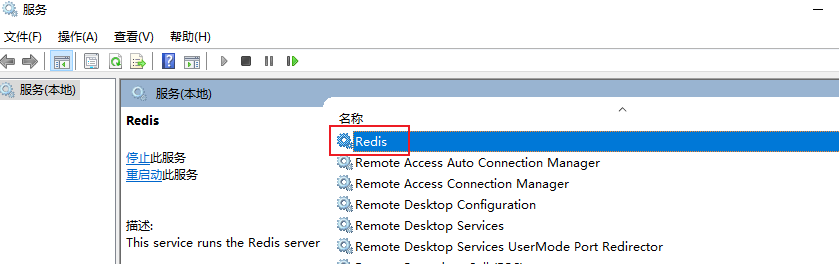 服务
文件(F) 操作(A) 查看(V) 帮助(H)
服务(本地)
服务(本地)
Redis
停止此服务
重启动此服务
描述:
This service runs the Redis server
名称
Redis
Remote Access Auto Connection Manager
Remote Access Connection Manager
Remote Desktop Configuration
Remote Desktop Services
Remote Desktop Services UserMode Port Redirector